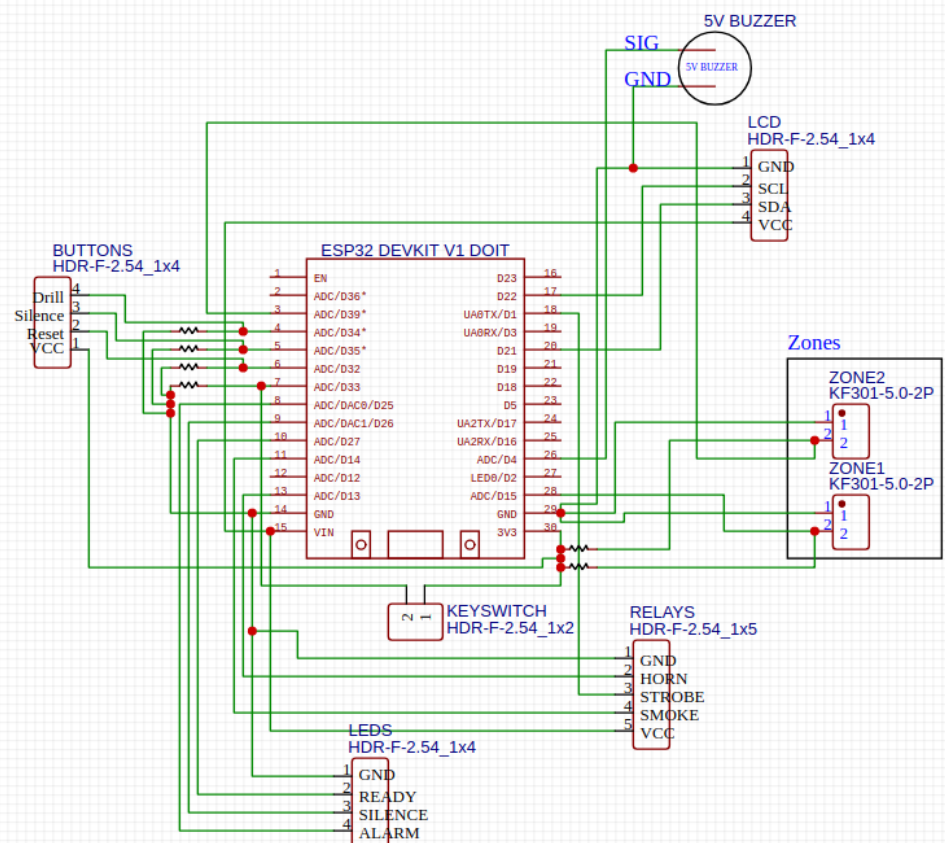 5V BUZZER
SIG
5V BUZZER
GND
LCD
HDR-F-2.54_1x4
1 GND
2 SCL
3 SDA
4 VCC
BUTTONS
HDR-F-2.54_1x4
Drill 4
Silence 3
Reset 2
VCC 1
ESP32 DEVKIT V1 DOIT
1 EN D23 16
2 ADC/D36* D22 17
3 ADC/D39* UA0TX/D1 18
4 ADC/D34* UA0RX/D3 19
5 ADC/D35* D21 20
6 ADC/D32 D19 21
7 ADC/D33 D18 22
8 ADC/DAC0/D25 D5 23
9 ADC/DAC1/D26 UA2TX/D17 24
10 ADC/D27 UA2RX/D16 25
11 ADC/D14 ADC/D4 26
12 ADC/D12 LED0/D2 27
13 ADC/D13 ADC/D15 28
14 GND GND 29
15 VIN 3V3 30
Zones
ZONE2
KF301-5.0-2P
1 1
2 2
ZONE1
KF301-5.0-2P
1 1
2 2
KEYSWITCH
HDR-F-2.54_1x2
2 1
RELAYS
HDR-F-2.54_1x5
1 GND
2 HORN
3 STROBE
4 SMOKE
5 VCC
LEDS
HDR-F-2.54_1x4
1 GND
2 READY
3 SILENCE
4 ALARM